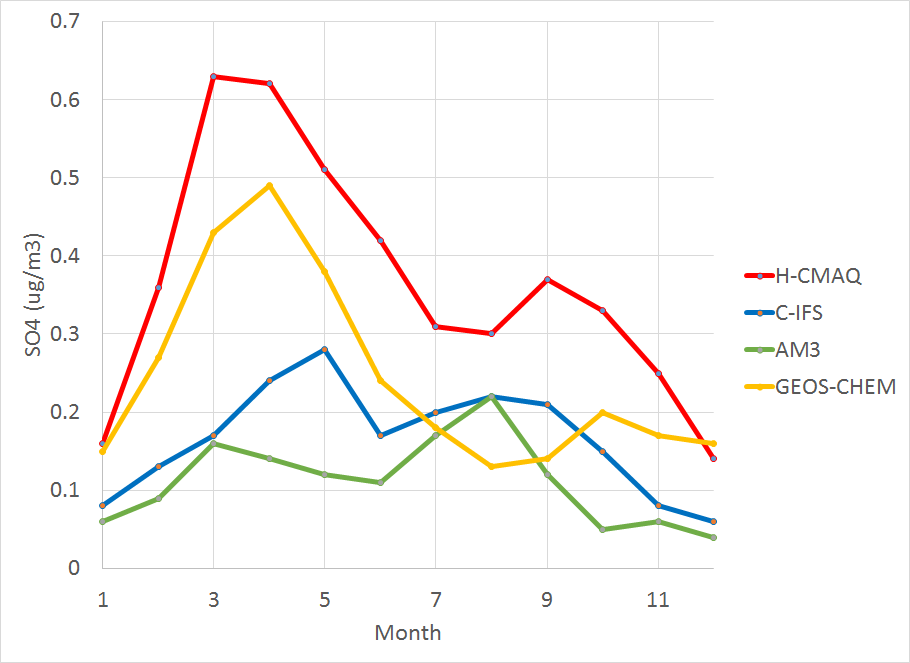 0.7
0.6
0.5
0.4
0.3
0.2
0.1
0
SO4 (ug/m3)
1 3 5 7 9 11
Month
H-CMAQ
C-IFS
AM3
GEOS-CHEM